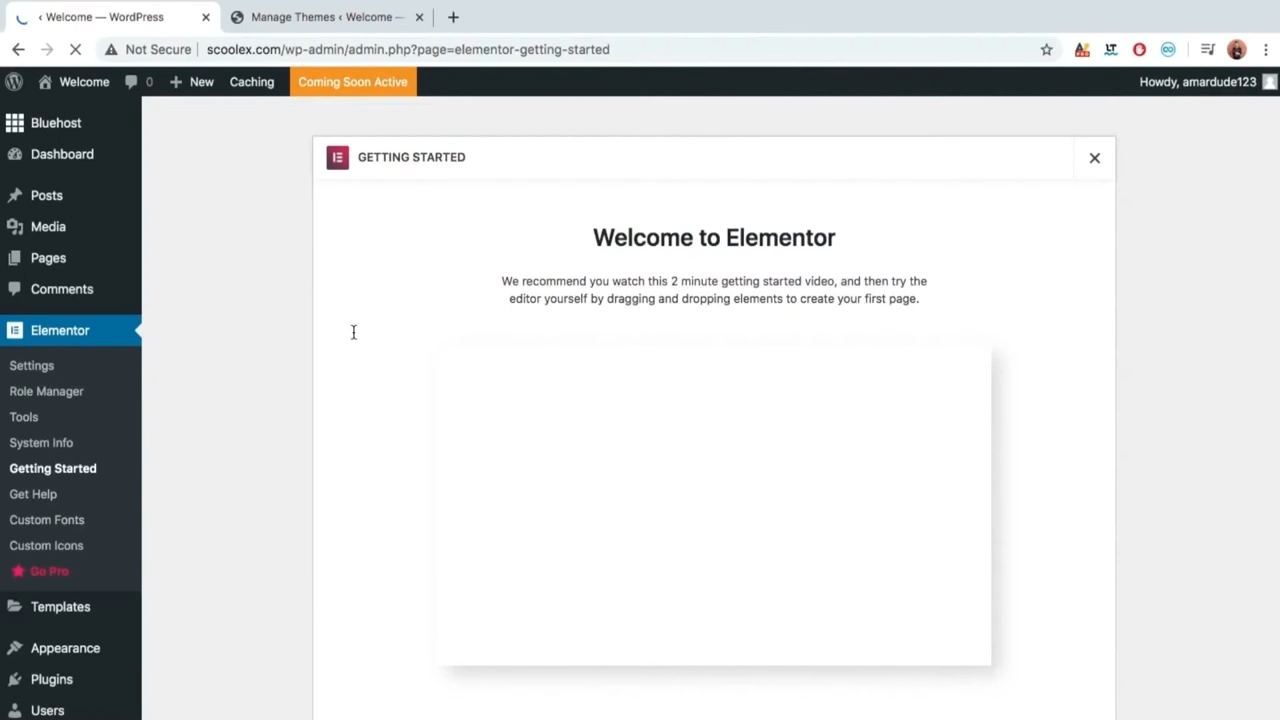 ‹ Welcome — WordPress
Manage Themes ‹ Welcome —
Not Secure
scoolex.com/wp-admin/admin.php?page=elementor-getting-started
Welcome
0
New
Caching
Coming Soon Active
Howdy, amardude123
Bluehost
Dashboard
Posts
Media
Pages
Comments
Elementor
Settings
Role Manager
Tools
System Info
Getting Started
Get Help
Custom Fonts
Custom Icons
Go Pro
Templates
Appearance
Plugins
Users
GETTING STARTED
Welcome to Elementor
We recommend you watch this 2 minute getting started video, and then try the
editor yourself by dragging and dropping elements to create your first page.